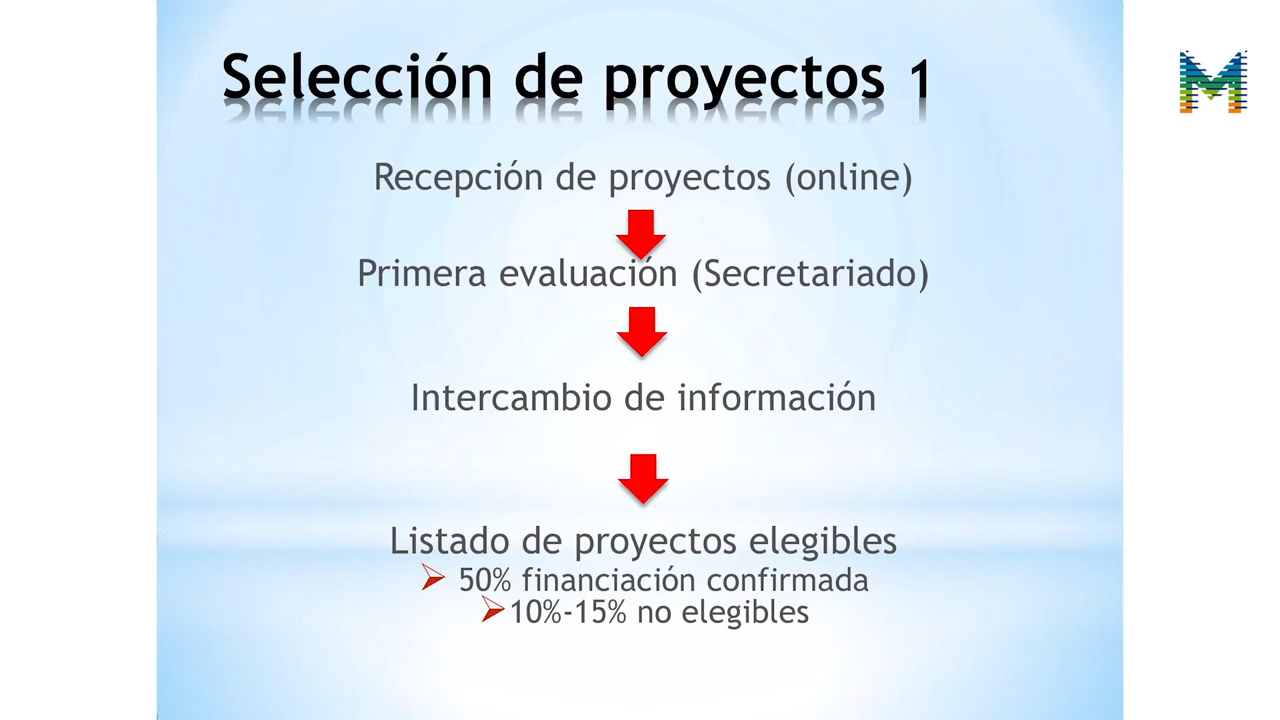 Selección de proyectos 1
Recepción de proyectos (online)
Primera evaluación (Secretariado)
Intercambio de información
Listado de proyectos elegibles
50% financiación confirmada
10%-15% no elegibles
M